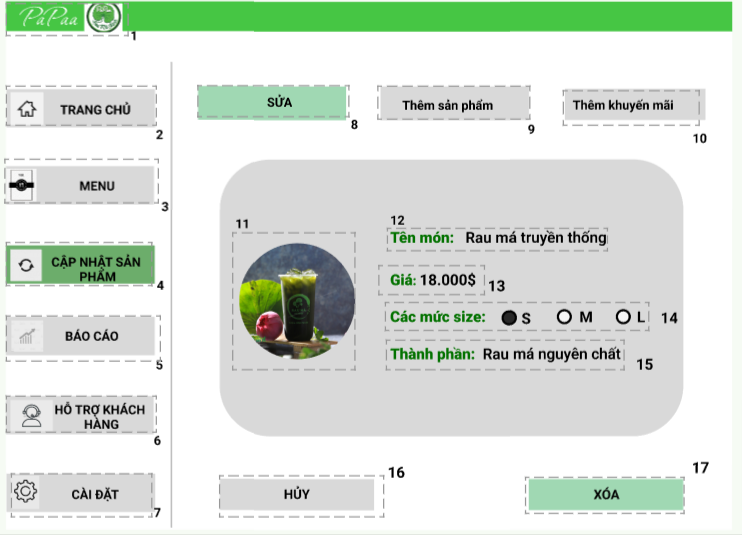 PaPaa
1
TRANG CHỦ
2
MENU
3
CẬP NHẬT SẢN
PHẨM
4
BÁO CÁO
5
HỖ TRỢ KHÁCH
HÀNG
6
CÀI ĐẶT
7
SỬA
8
Thêm sản phẩm
9
Thêm khuyến mãi
10
11
12
Tên món: Rau má truyền thống
Giá: 18.000$ 13
Các mức size: S M L 14
Thành phần: Rau má nguyên chất
15
HỦY
16
XÓA
17